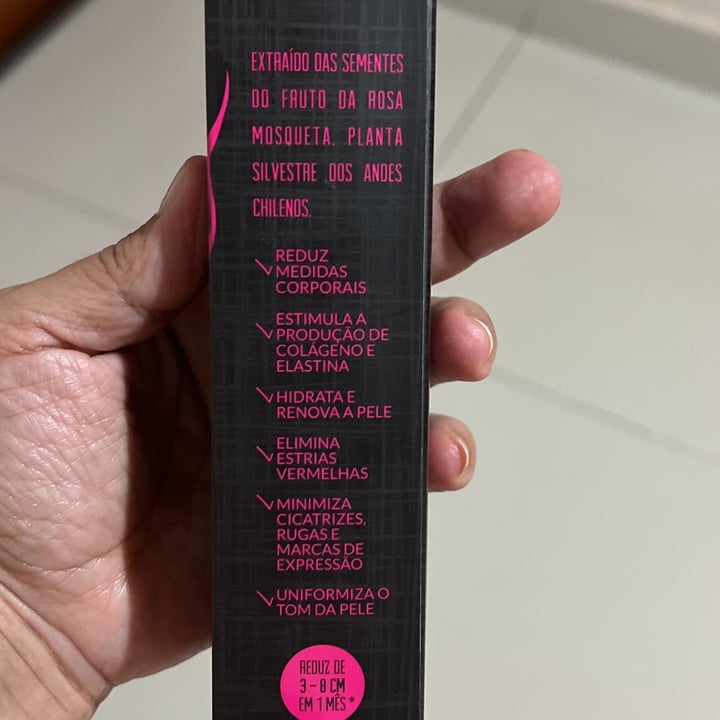 EXTRAÍDO DAS SEMENTES
DO FRUTO DA ROSA
MOSQUETA, PLANTA
SILVESTRE DOS ANDES
CHILENOS.
REDUZ
MEDIDAS
CORPORAIS
ESTIMULA A
PRODUÇÃO DE
COLÁGENO E
ELASTINA
HIDRATA E
RENOVA A PELE
ELIMINA
ESTRIAS
VERMELHAS
MINIMIZA
CICATRIZES,
RUGAS E
MARCAS DE
EXPRESSÃO
UNIFORMIZA O
TOM DA PELE
REDUZ DE
3 - 8 CM
EM 1 MÊS*